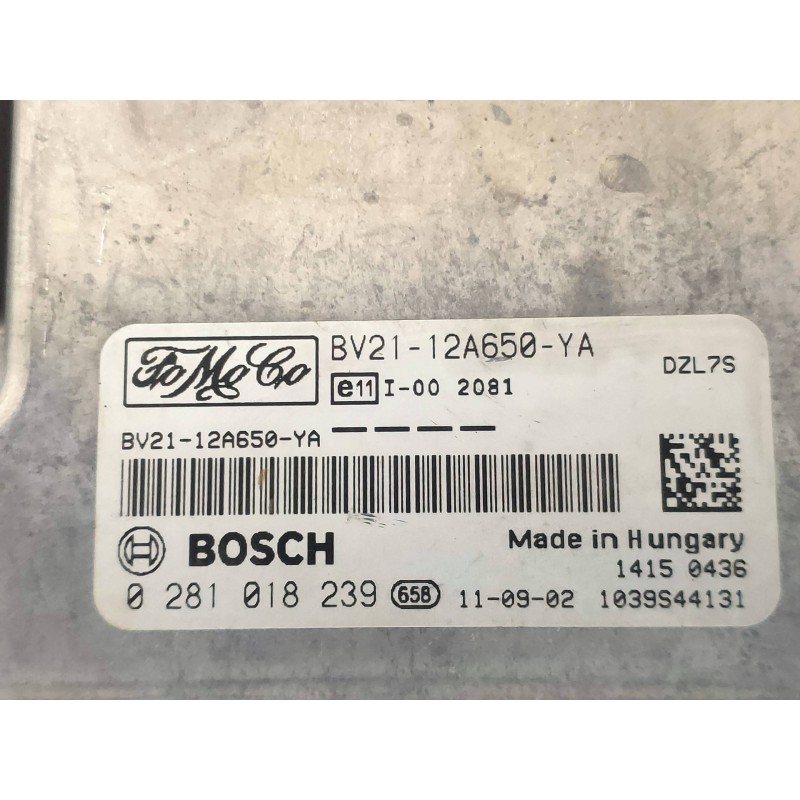 FoMoCo
BV21-12A650-YA
DZL7S
e11 I-00 2081
BV21-12A650-YA
BOSCH
Made in Hungary
1415 0436
0 281 018 239 658 11-09-02 1039S44131